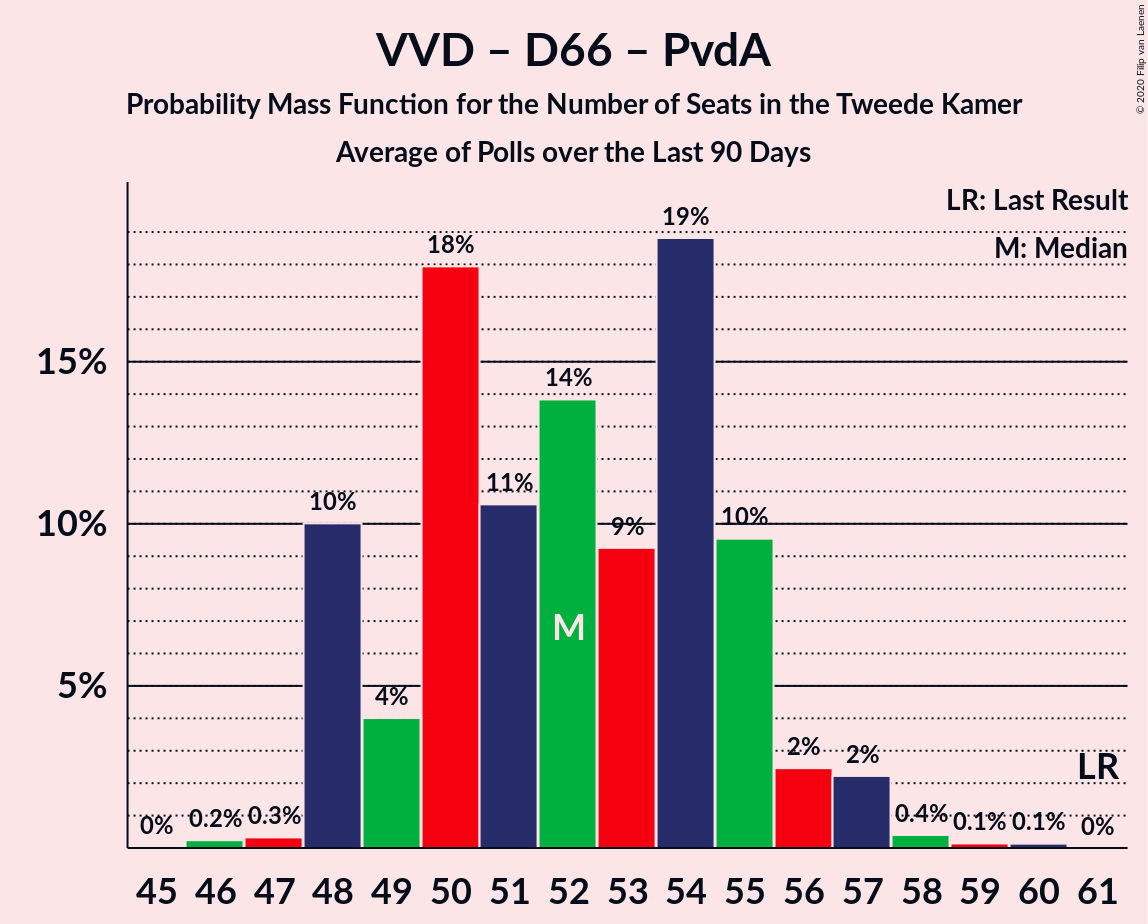 VVD – D66 – PvdA
Probability Mass Function for the Number of Seats in the Tweede Kamer
Average of Polls over the Last 90 Days
© 2020 Filip van Laenen
LR: Last Result
M: Median
15%
10%
5%
0%
0.2%
0.3%
10%
4%
18%
11%
14%
9%
19%
10%
2%
2%
0.4%
0.1%
0.1%
0%
M
LR
45 46 47 48 49 50 51 52 53 54 55 56 57 58 59 60 61